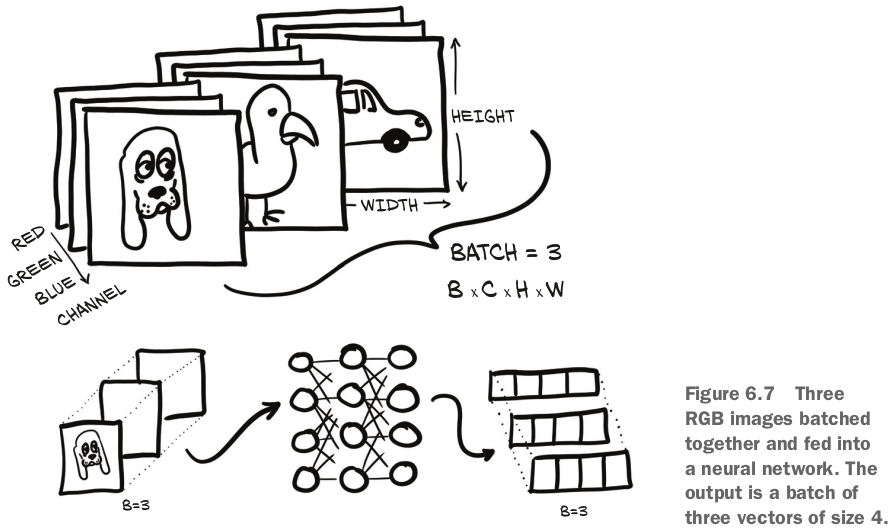 HEIGHT
WIDTH
RED
GREEN
BLUE
CHANNEL
BATCH = 3
B x C x H x W
B=3
B=3
Figure 6.7 Three
RGB images batched
together and fed into
a neural network. The
output is a batch of
three vectors of size 4.